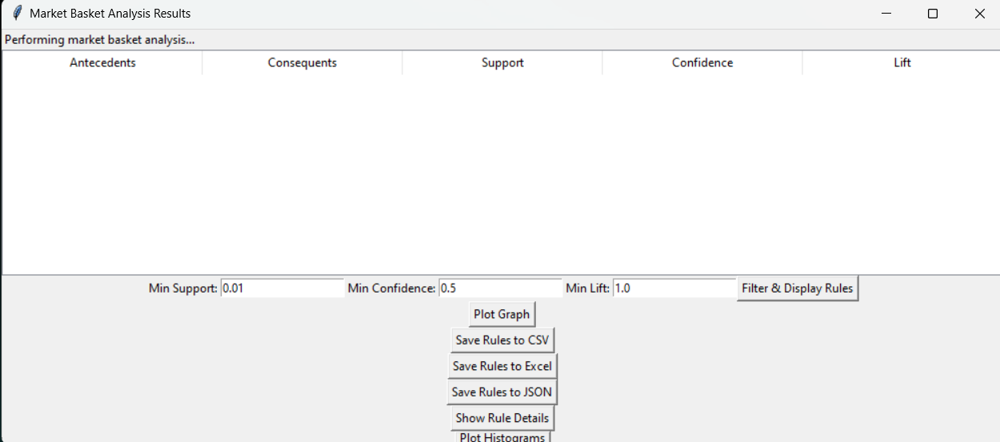 Market Basket Analysis Results
Performing market basket analysis...
Antecedents Consequents Support Confidence Lift
Min Support: 0.01 Min Confidence: 0.5 Min Lift: 1.0 Filter & Display Rules
Plot Graph
Save Rules to CSV
Save Rules to Excel
Save Rules to JSON
Show Rule Details
Plot Histograms